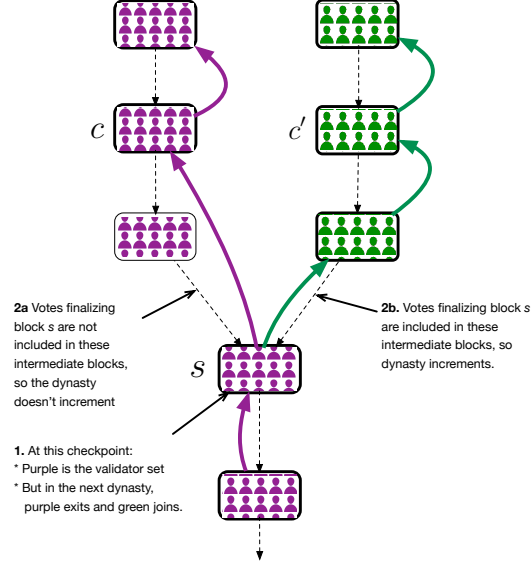 c
c′
2a Votes finalizing
block s are not
included in these
intermediate blocks,
so the dynasty
doesn't increment
2b. Votes finalizing block s
are included in these
intermediate blocks, so
dynasty increments.
s
1. At this checkpoint:
* Purple is the validator set
* But in the next dynasty,
purple exits and green joins.